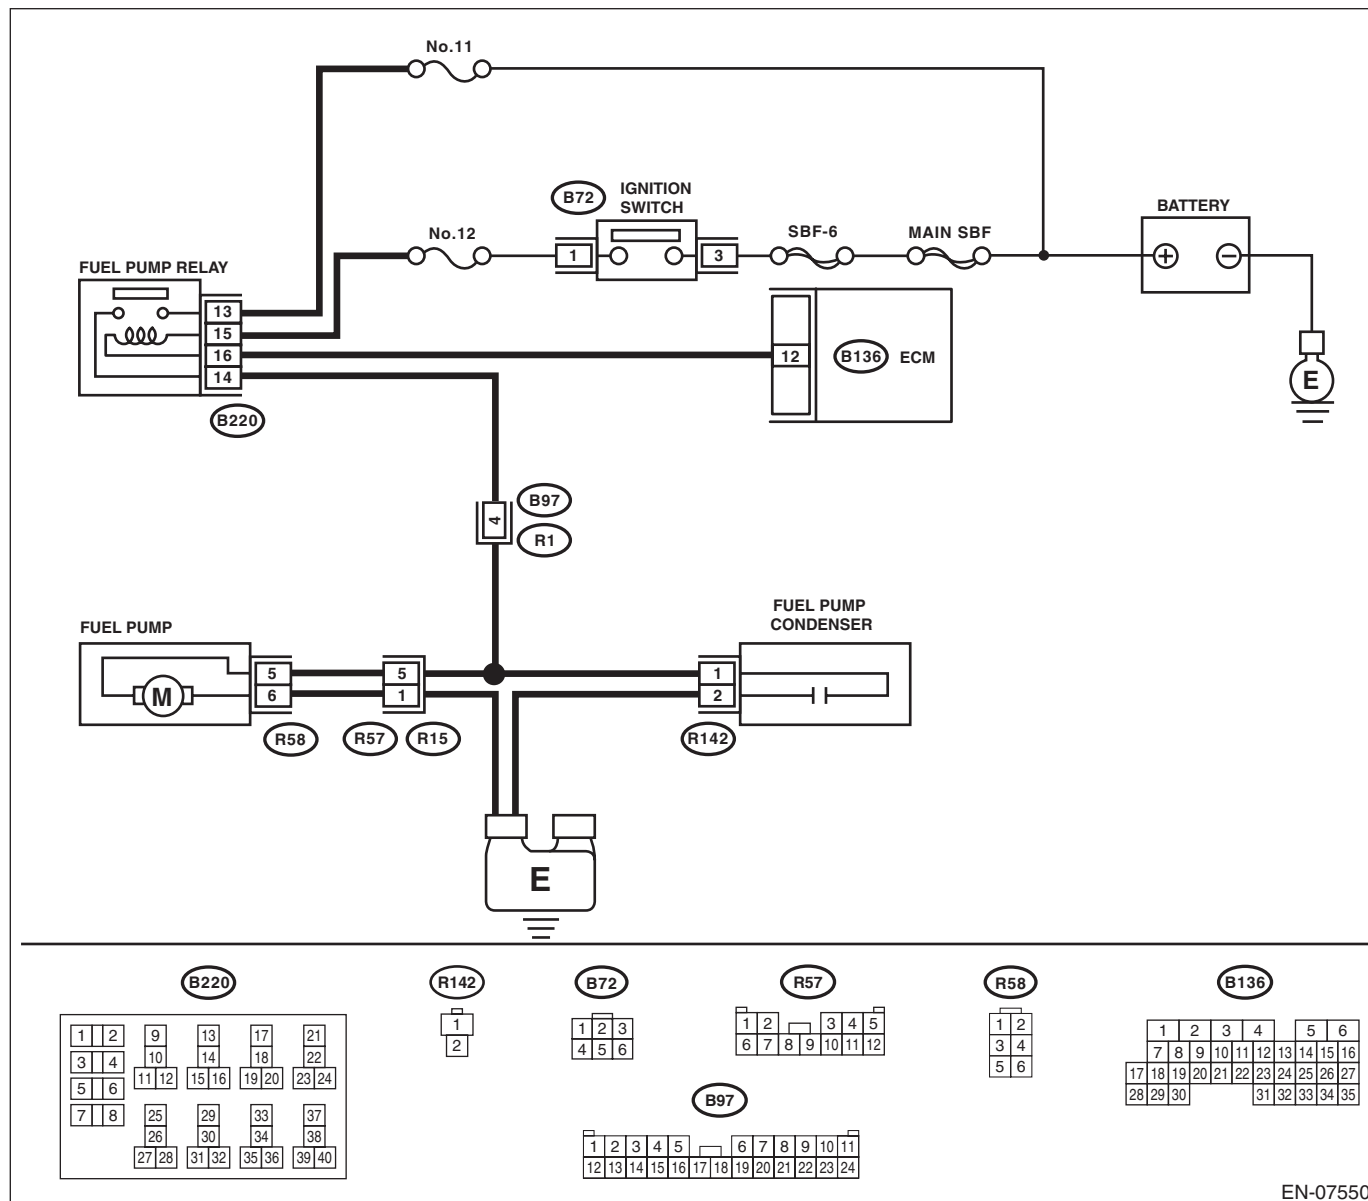 No.11
B72
IGNITION
SWITCH
No.12
1
3
SBF-6
MAIN SBF
BATTERY
+
−
FUEL PUMP RELAY
13
15
16
14
12
B136
ECM
E
B220
4
B97
R1
FUEL PUMP
FUEL PUMP
CONDENSER
M
5
6
5
1
1
2
R58
R57
R15
R142
E
B220
R142
B72
R57
R58
B136
1 2
3 4
5 6
7 8
9
10
11 12
13
14
15 16
17
18
19 20
21
22
23 24
25
26
27 28
29
30
31 32
33
34
35 36
37
38
39 40
1
2
1 2 3
4 5 6
1 2 3 4 5
6 7 8 9 10 11 12
1 2
3 4
5 6
1 2 3 4 5 6
7 8 9 10 11 12 13 14 15 16
17 18 19 20 21 22 23 24 25 26 27
28 29 30 31 32 33 34 35
B97
1 2 3 4 5 6 7 8 9 10 11
12 13 14 15 16 17 18 19 20 21 22 23 24
EN-07550